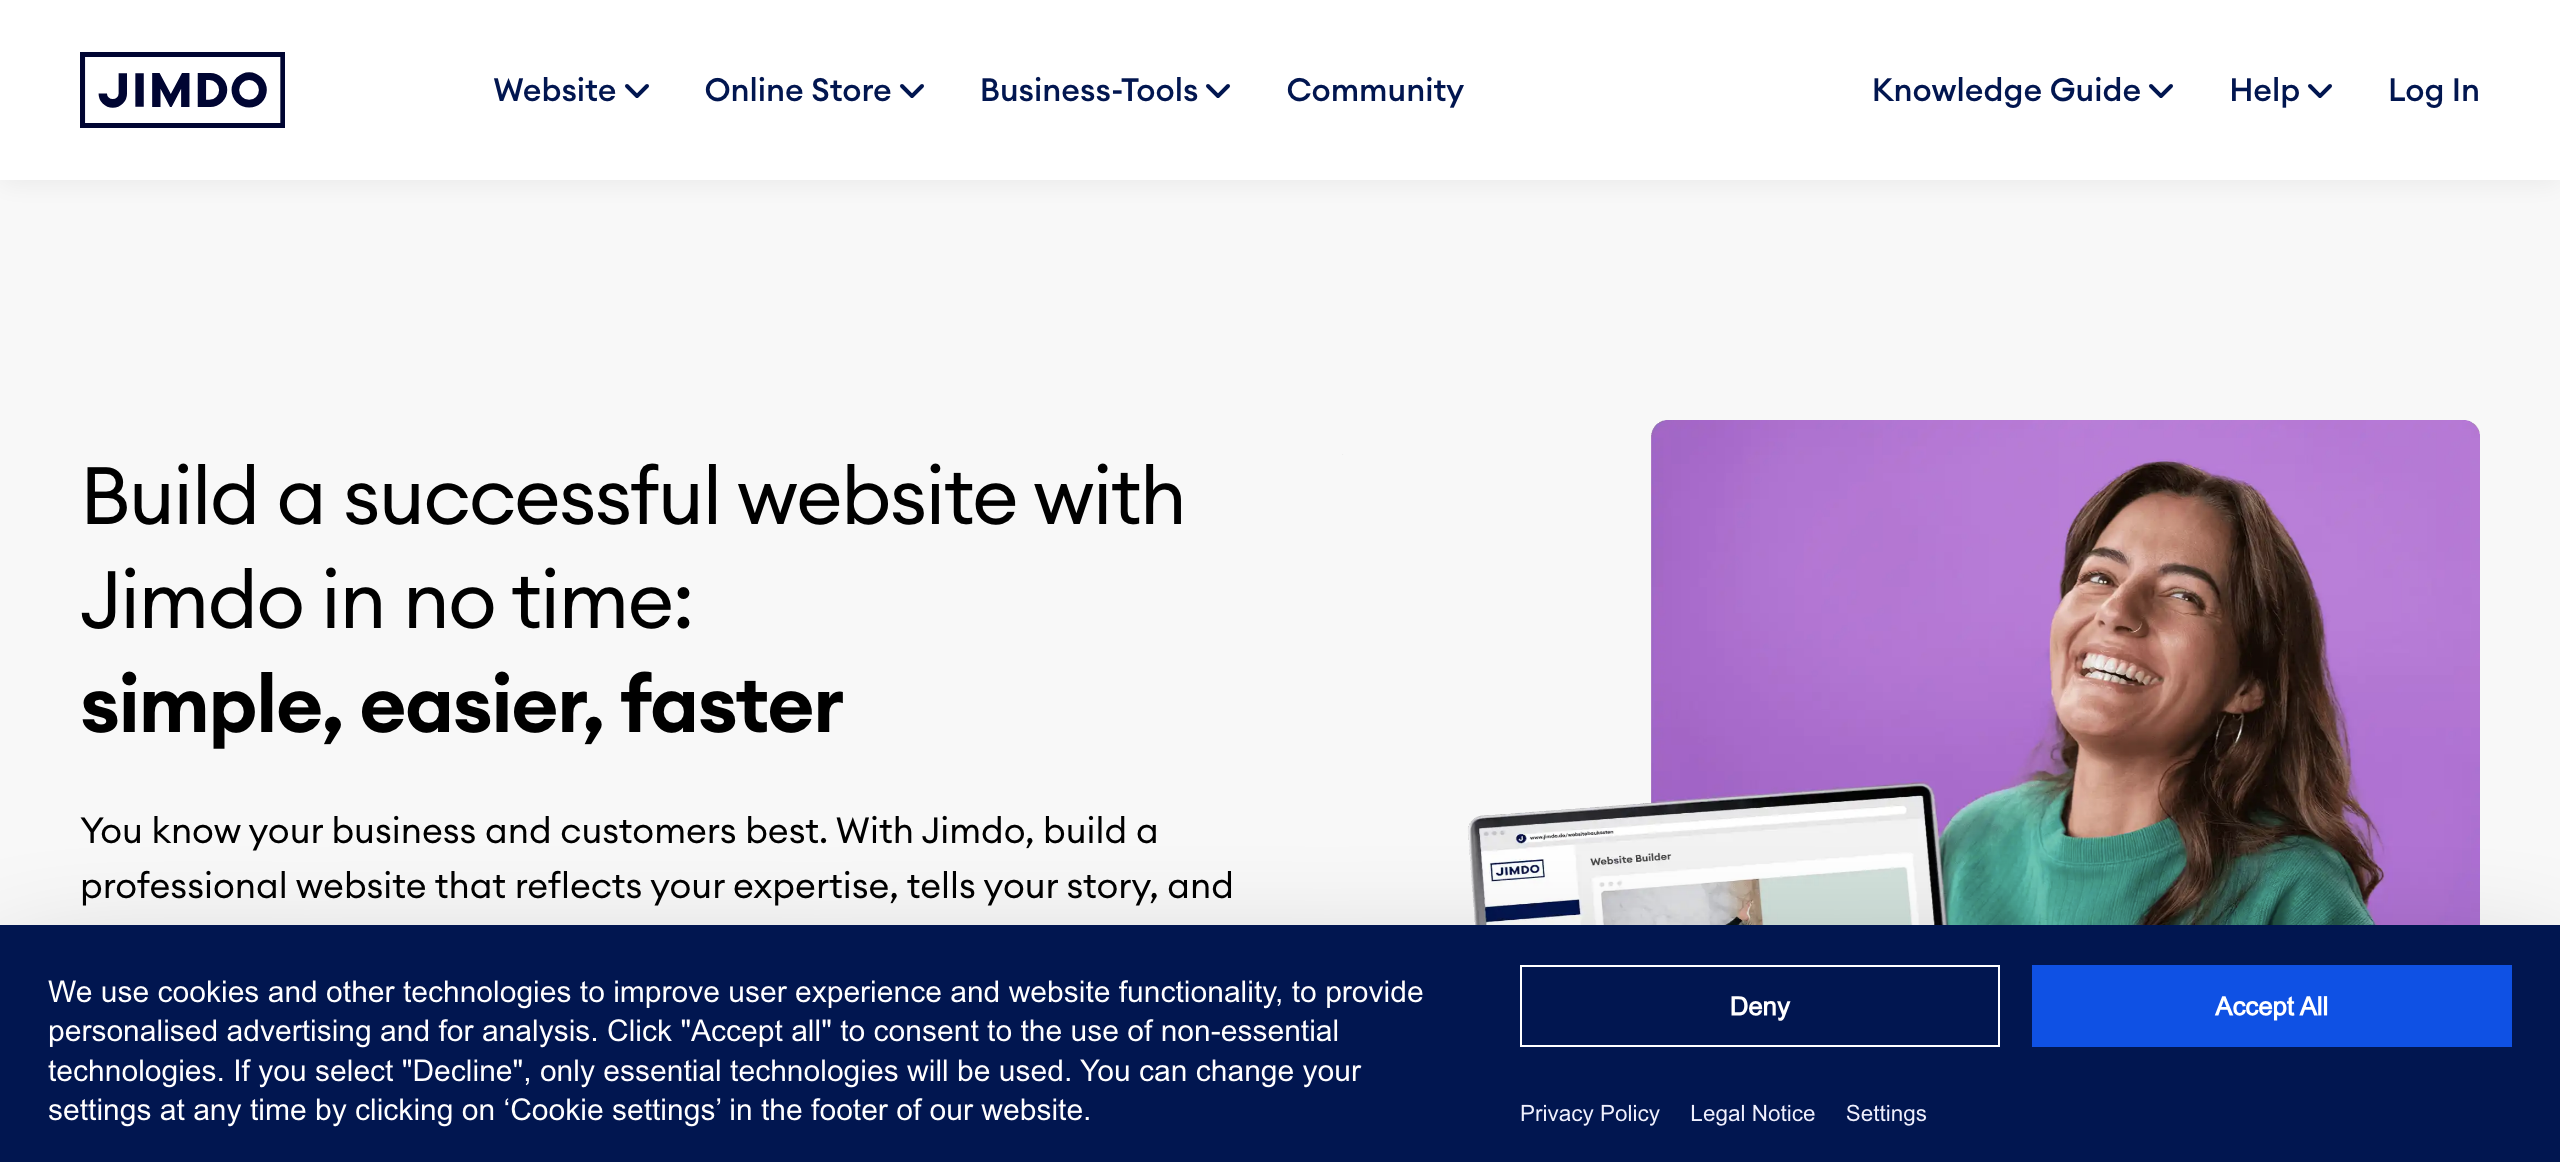 JIMDO
Website
Online Store
Business-Tools
Community
Knowledge Guide
Help
Log In
Build a successful website with
Jimdo in no time:
simple, easier, faster
You know your business and customers best. With Jimdo, build a
professional website that reflects your expertise, tells your story, and
www.jimdo.de/websitebaukasten
JIMDO
Website Builder
We use cookies and other technologies to improve user experience and website functionality, to provide
personalised advertising and for analysis. Click "Accept all" to consent to the use of non-essential
technologies. If you select "Decline", only essential technologies will be used. You can change your
settings at any time by clicking on ‘Cookie settings’ in the footer of our website.
Deny
Accept All
Privacy Policy
Legal Notice
Settings